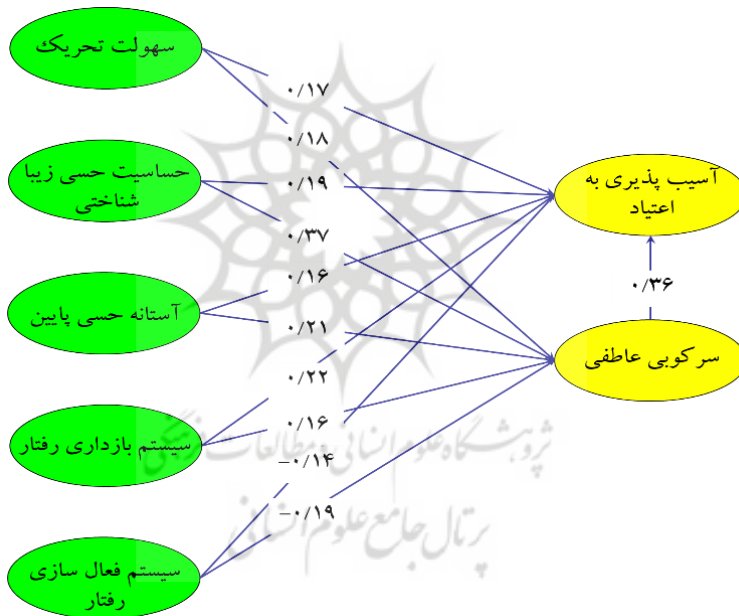 سهولت تحریک
۰/۱۷
۰/۱۸
حساسیت حسی زیبا
شناختی
۰/۱۹
آسیب پذیری به
اعتیاد
۰/۳۷
۰/۱۶
۰/۳۶
آستانه حسی پایین
۰/۲۱
سرکوبی عاطفی
۰/۲۲
۰/۱۶
سیستم بازداری رفتار
پژوهشگاه علوم انسانی و مطالعات فرهنگی
-۰/۱۴
-۰/۱۹
پرتال جامع علوم انسانی
سیستم فعال سازی
رفتار